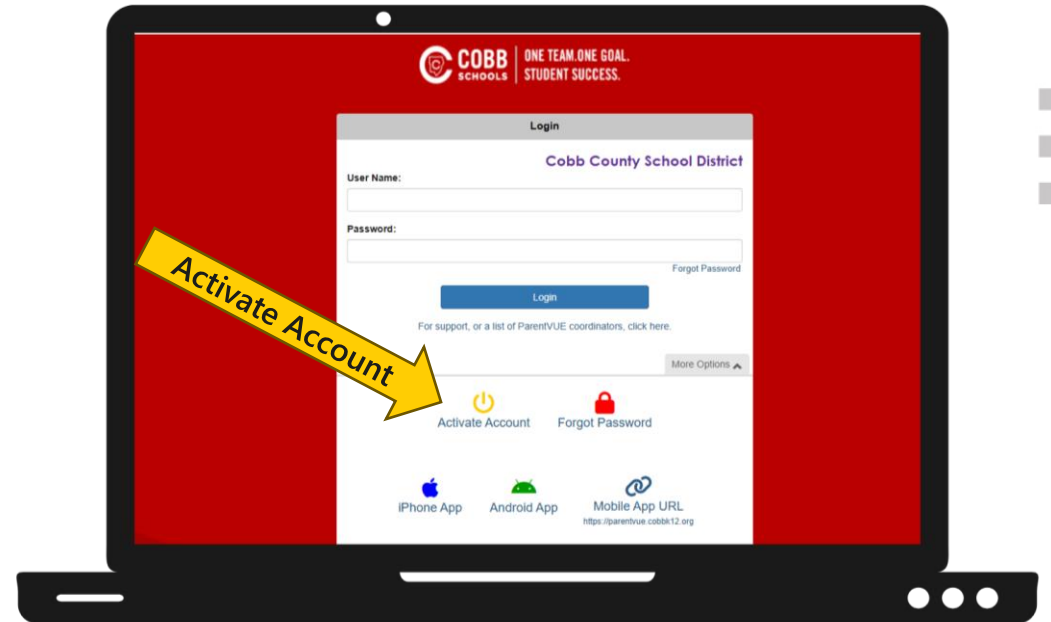 COBB
SCHOOLS
ONE TEAM.ONE GOAL.
STUDENT SUCCESS.
Login
Cobb County School District
User Name:
Password:
Forgot Password
Login
For support, or a list of ParentVUE coordinators, click here.
More Options
Activate Account
Activate Account
Forgot Password
iPhone App
Android App
Mobile App URL
https://parentvue.cobbk12.org